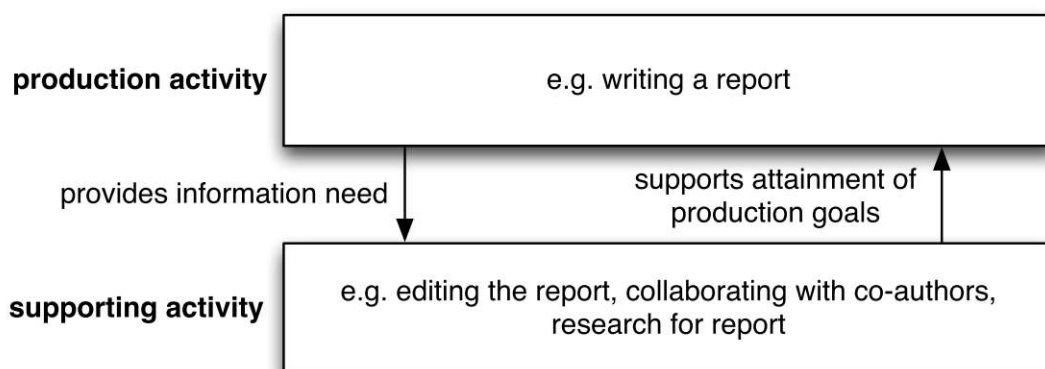 production activity
e.g. writing a report
provides information need
supports attainment of
production goals
supporting activity
e.g. editing the report, collaborating with co-authors,
research for report